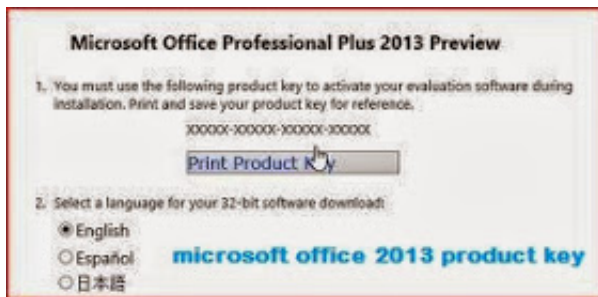 Microsoft Office Professional Plus 2013 Preview
1. You must use the following product key to activate your evaluation software during
installation. Print and save your product key for reference.
XXXXX-XXXXX-XXXXX-XXXXX
Print Product Key
2. Select a language for your 32-bit software download:
English
Español
日本語
microsoft office 2013 product key